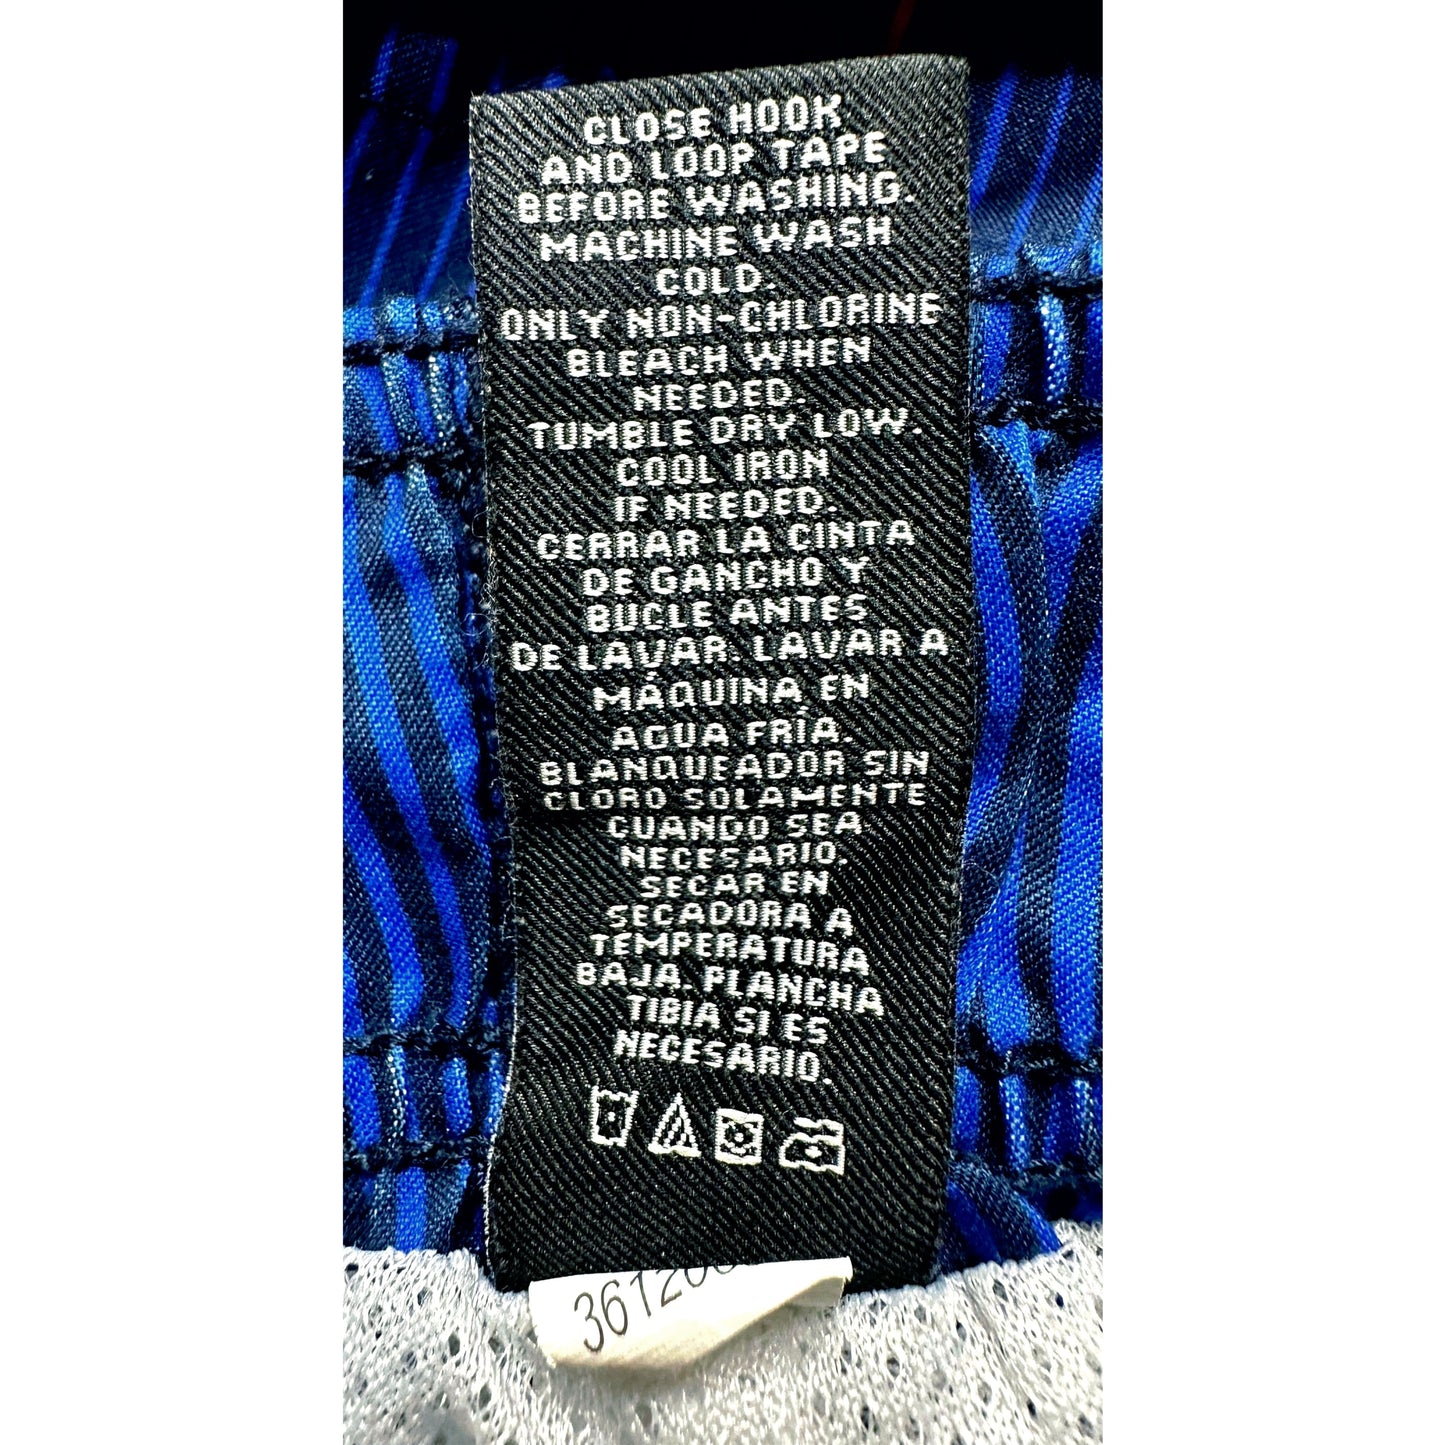 CLOSE HOOK
AND LOOP TAPE
BEFORE WASHING.
MACHINE WASH
COLD.
ONLY NON-CHLORINE
BLEACH WHEN
NEEDED.
TUMBLE DRY LOW.
COOL IRON
IF NEEDED.
CERRAR LA CINTA
DE GANCHO Y
BUCLE ANTES
DE LAVAR. LAVAR A
MÁQUINA EN
AGUA FRÍA.
BLANQUEADOR SIN
CLORO SOLAMENTE
CUANDO SEA
NECESARIO.
SECAR EN
SECADORA A
TEMPERATURA
BAJA. PLANCHA
TIBIA SI ES
NECESARIO.